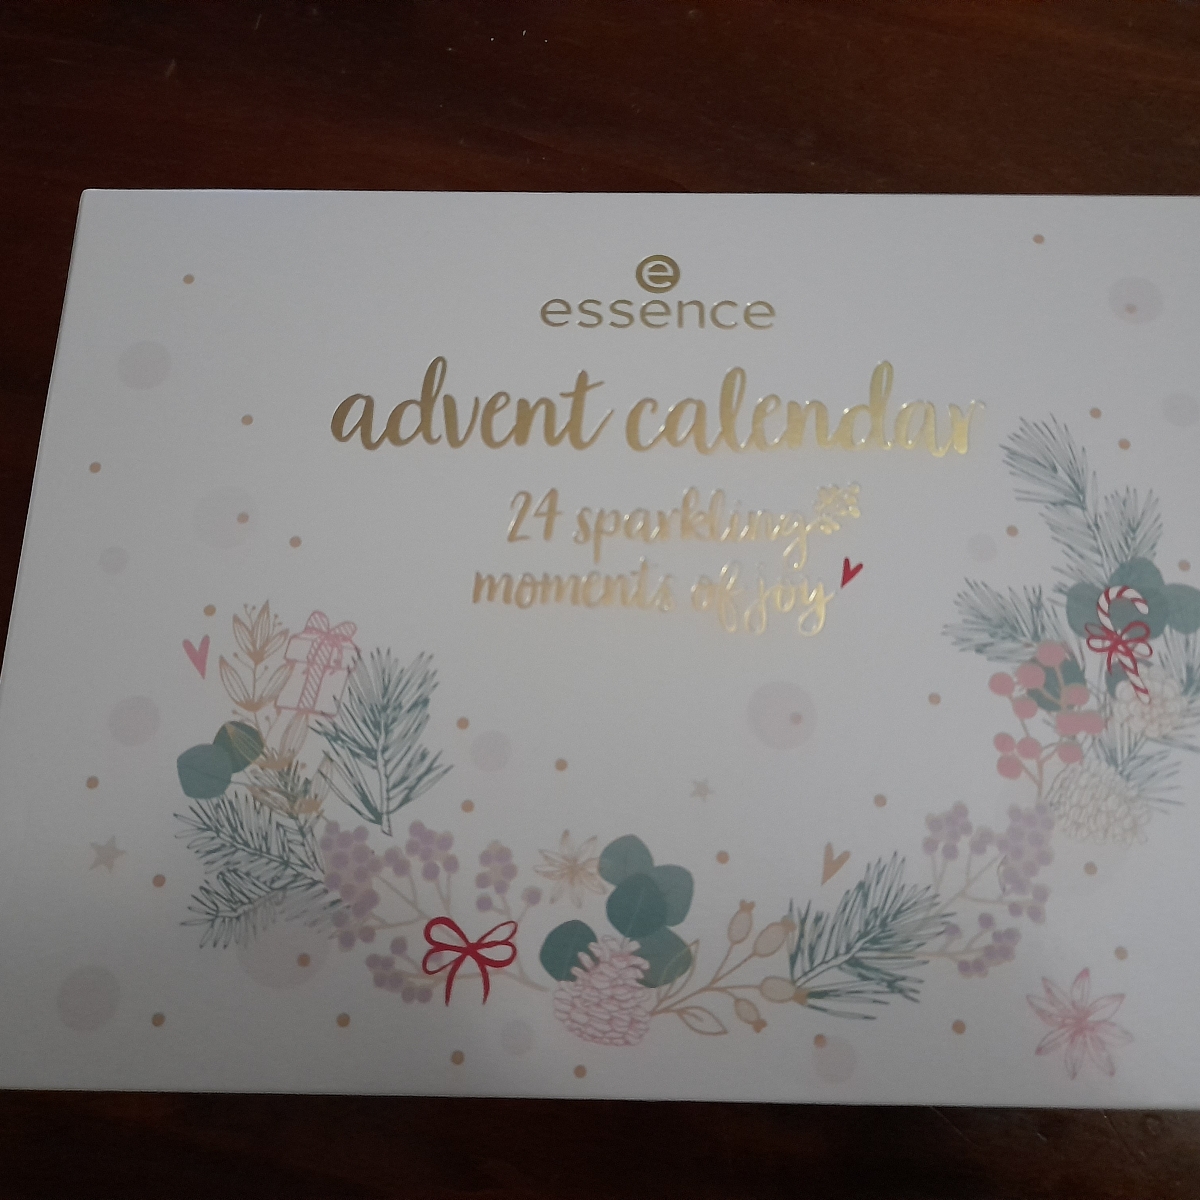 e
essence
advent calendar
24 sparkling
moments of joy